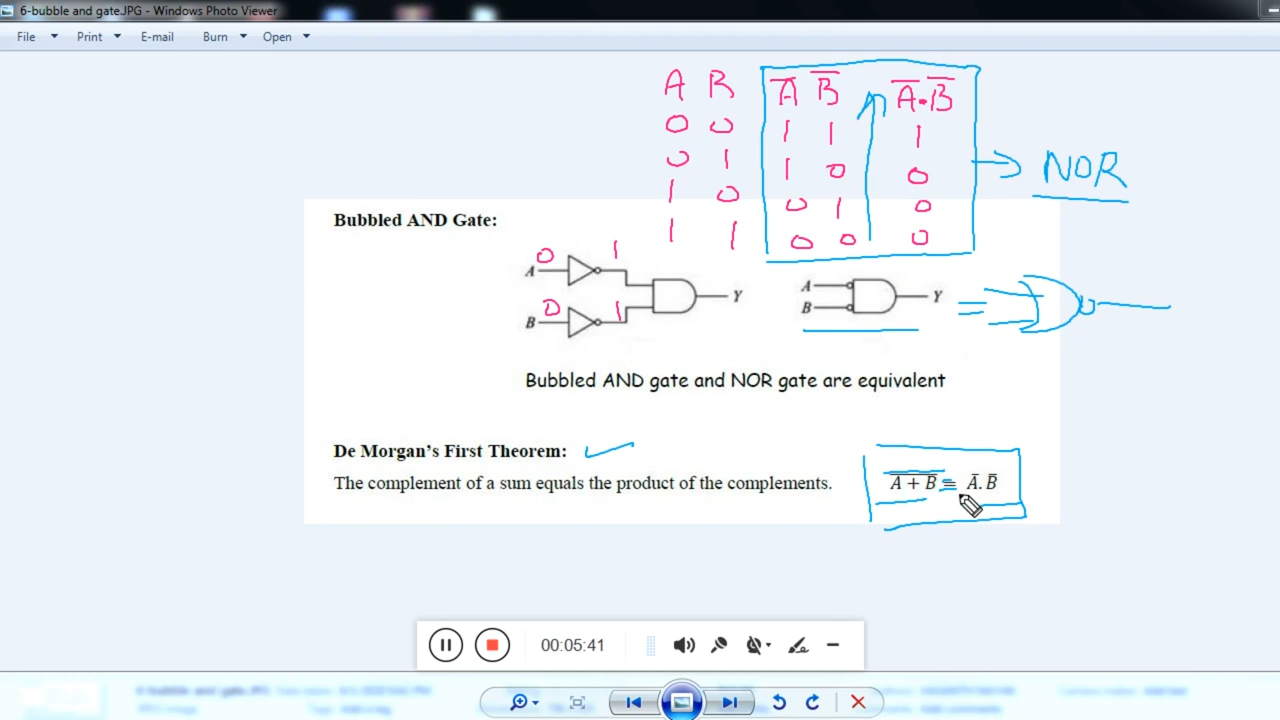 6-bubble and gate.JPG - Windows Photo Viewer
File Print E-mail Burn Open
A B A̅ B̅ A̅.B̅
0 0 1 1 1
0 1 1 0 0
1 0 0 1 0
1 1 0 0 0
NOR
Bubbled AND Gate:
0 1
A
Y
0 1
B
A
B
Y
=
Bubbled AND gate and NOR gate are equivalent
De Morgan's First Theorem:
The complement of a sum equals the product of the complements.
A̅ ̅+̅ ̅B̅ = A̅.B̅
00:05:41